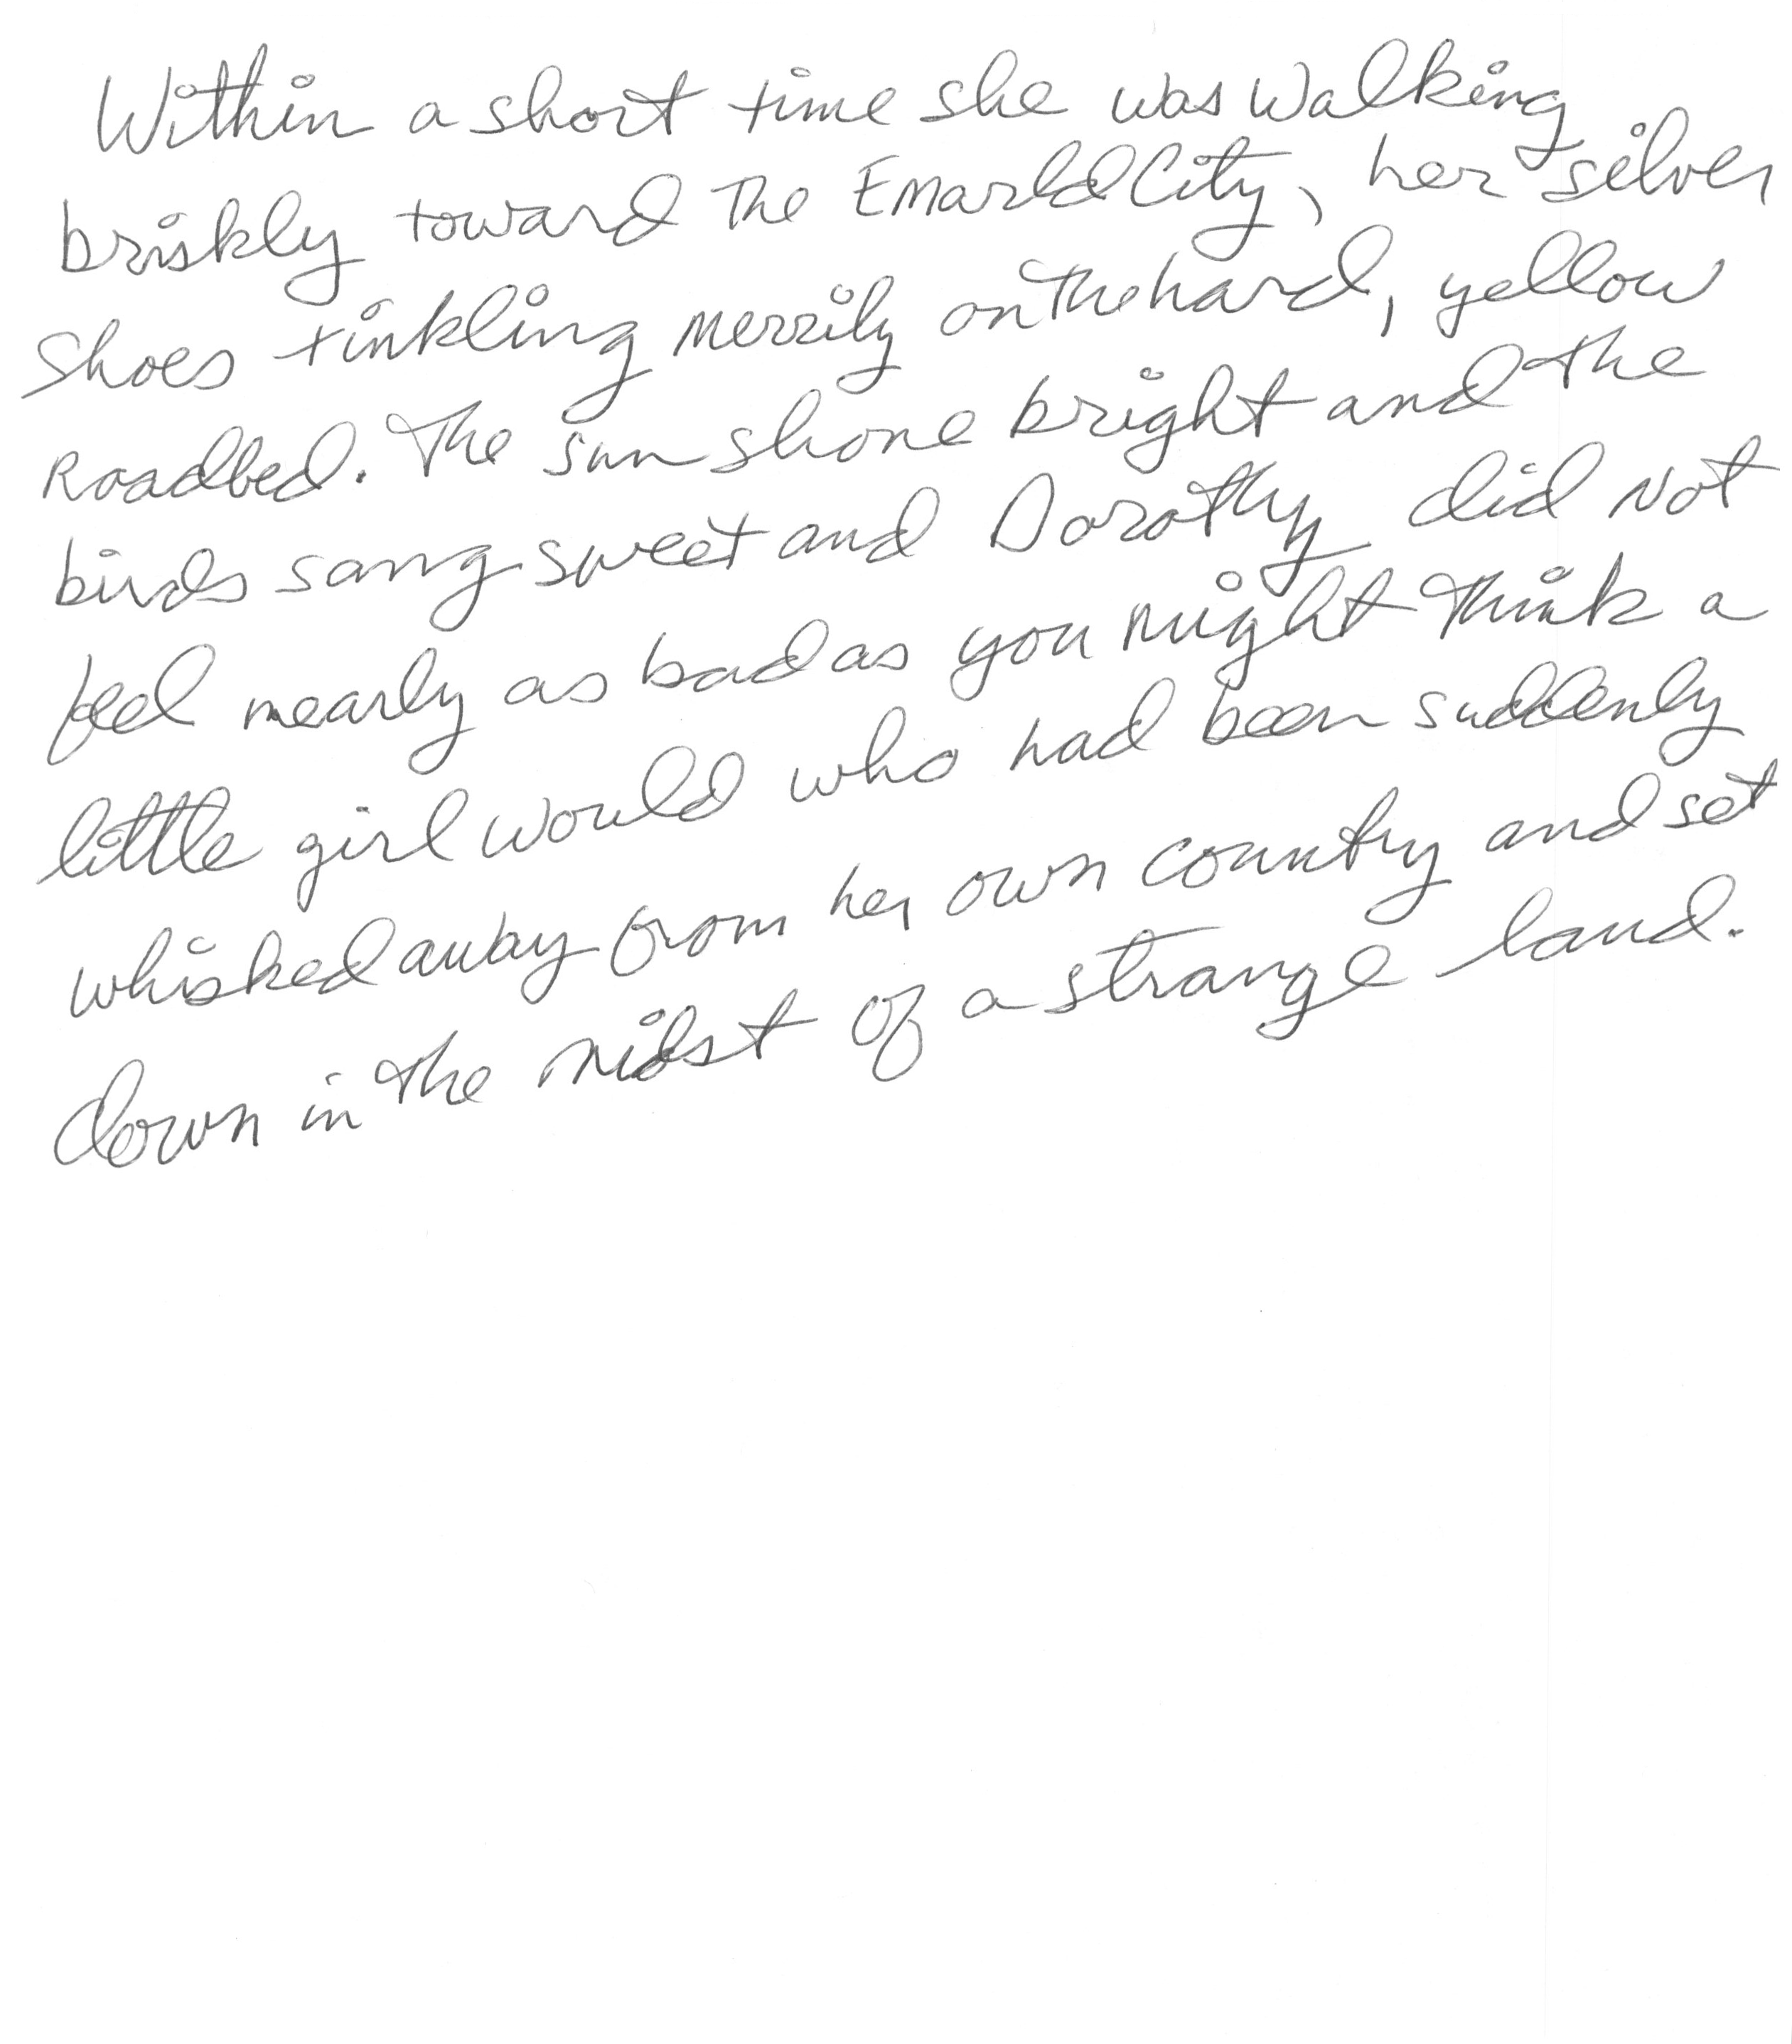 Within a short time she was walking
briskly toward the Emarld City, her silver
shoes tinkling merrily on the hard, yellow
roadbed. The sun shone bright and the
birds sang sweet and Dorothy did not
feel nearly as bad as you might think a
little girl would who had been suddenly
whisked away from her own country and set
down in the midst of a strange land.